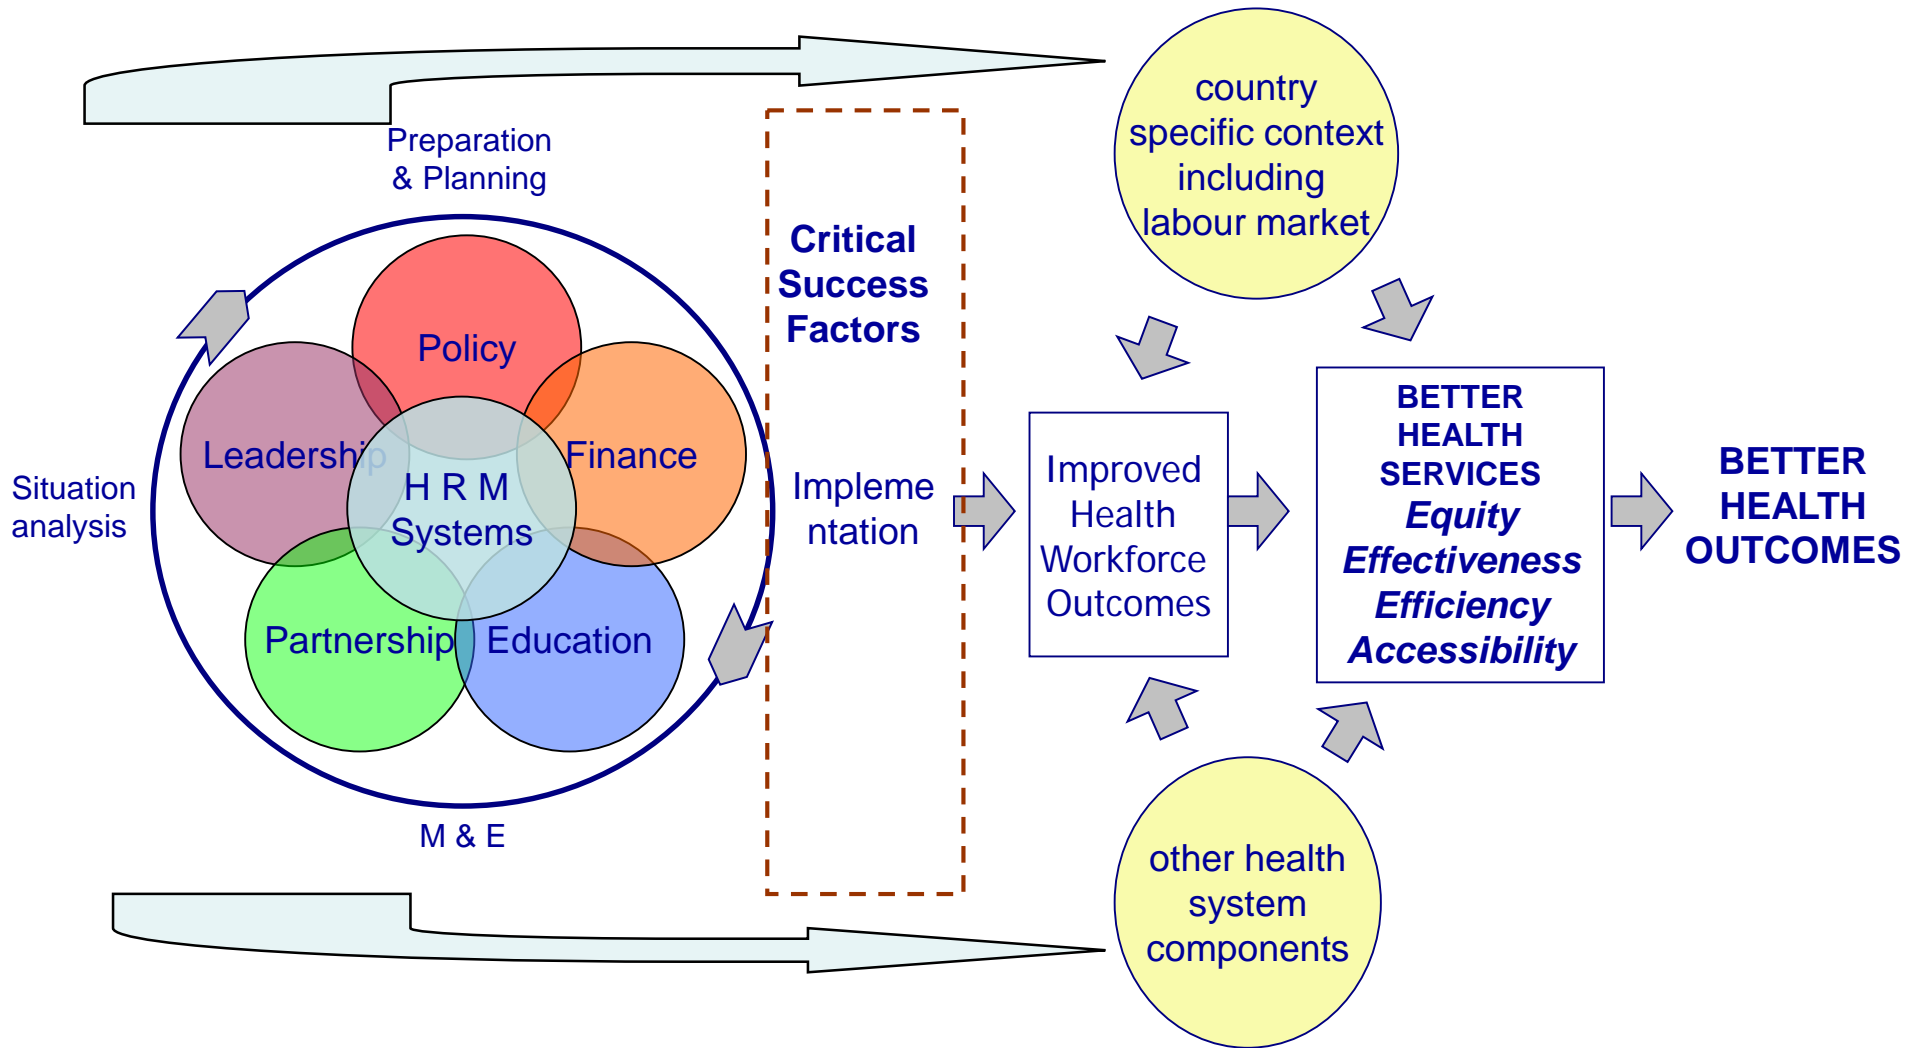 Preparation
& Planning
Situation
analysis
Policy
Leadership
Finance
H R M
Systems
Partnership
Education
M & E
Critical
Success
Factors
Impleme
ntation
country
specific context
including
labour market
Improved
Health
Workforce
Outcomes
other health
system
components
BETTER
HEALTH
SERVICES
Equity
Effectiveness
Efficiency
Accessibility
BETTER
HEALTH
OUTCOMES